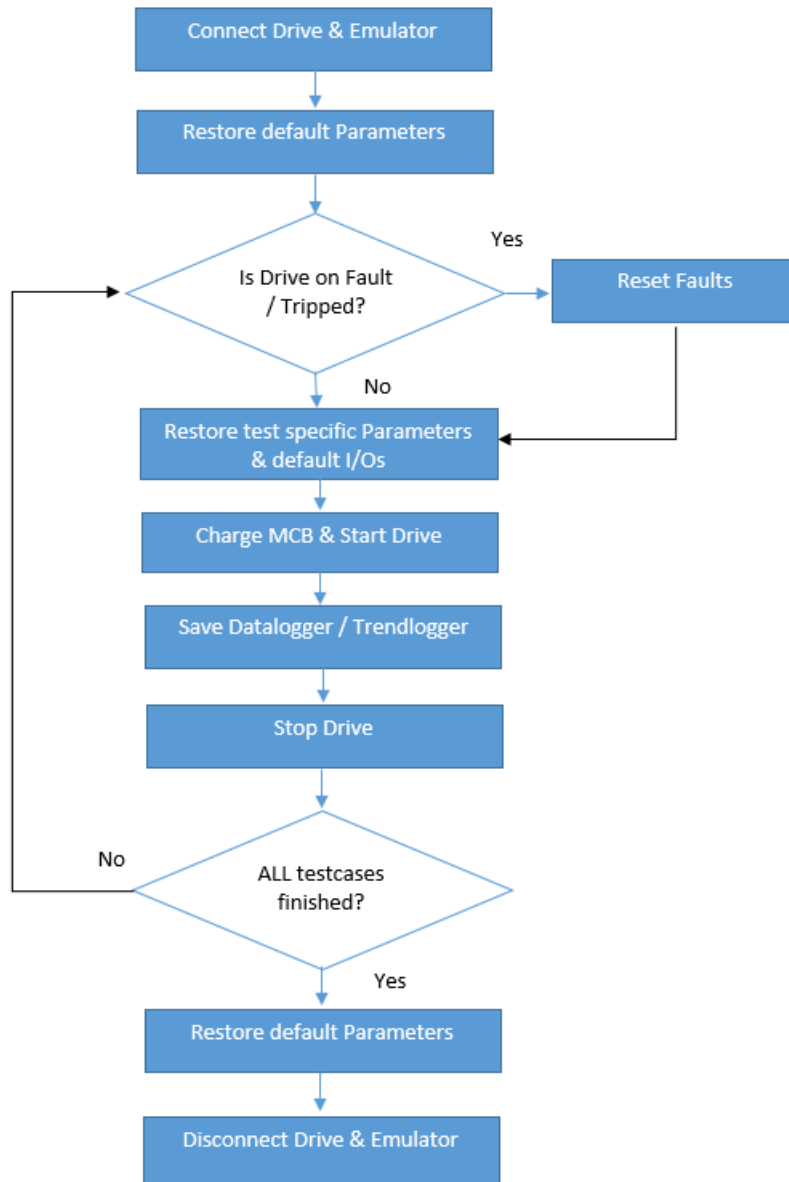 Connect Drive & Emulator
Restore default Parameters
Yes
Is Drive on Fault
/ Tripped?
Reset Faults
No
Restore test specific Parameters
& default I/Os
Charge MCB & Start Drive
Save Datalogger / Trendlogger
Stop Drive
No
ALL testcases
finished?
Yes
Restore default Parameters
Disconnect Drive & Emulator